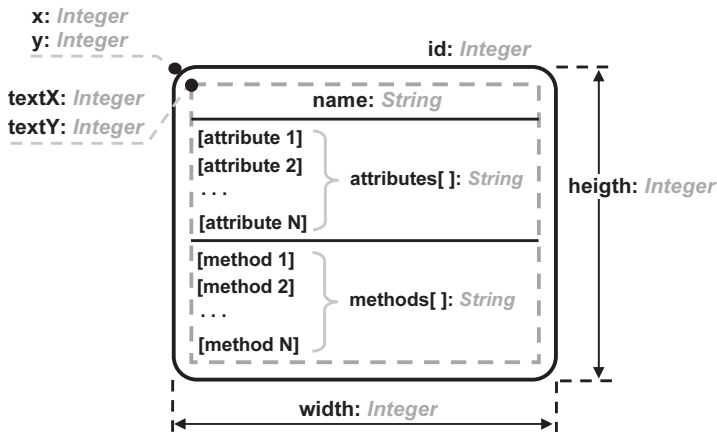 x: Integer
y: Integer
id: Integer
textX: Integer
textY: Integer
name: String
[attribute 1]
[attribute 2]
. . .
[attribute N]
attributes[ ]: String
heigth: Integer
[method 1]
[method 2]
. . .
[method N]
methods[ ]: String
width: Integer